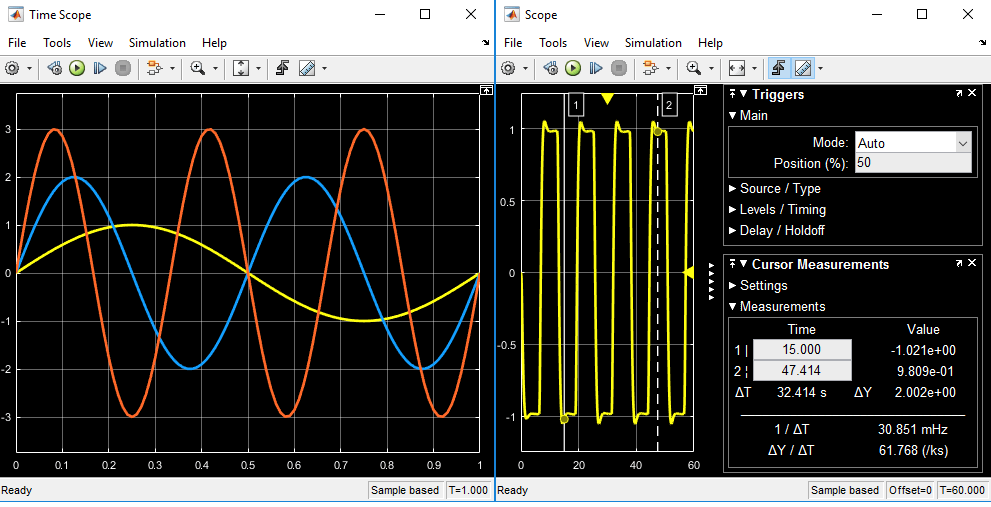 Time Scope
File Tools View Simulation Help
3
2
1
0
-1
-2
-3
0 0.1 0.2 0.3 0.4 0.5 0.6 0.7 0.8 0.9 1
Ready Sample based T=1.000
Scope
File Tools View Simulation Help
1 2
1
0.5
0
-0.5
-1
0 20 40 60
Triggers
Main
Mode: Auto
Position (%): 50
Source / Type
Levels / Timing
Delay / Holdoff
Cursor Measurements
Settings
Measurements
Time Value
1 | 15.000 -1.021e+00
2 ¦ 47.414 9.809e-01
ΔT 32.414 s ΔY 2.002e+00
1 / ΔT 30.851 mHz
ΔY / ΔT 61.768 (/ks)
Ready Sample based Offset=0 T=60.000